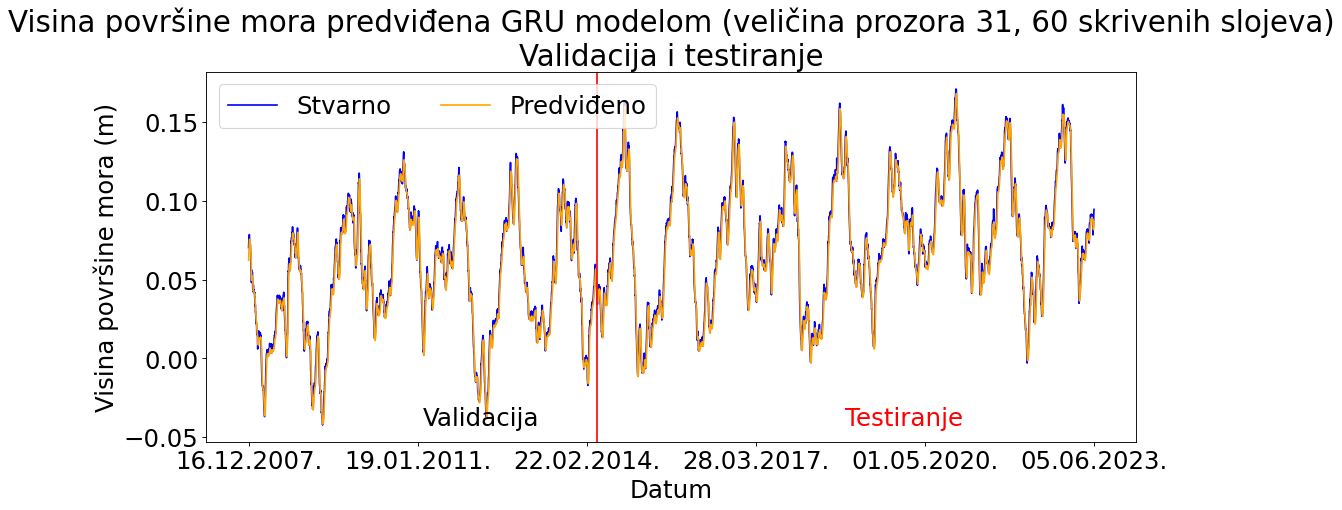 Visina površine mora predviđena GRU modelom (veličina prozora 31, 60 skrivenih slojeva)
Validacija i testiranje
Stvarno
Predviđeno
Visina površine mora (m)
0.15
0.10
0.05
0.00
−0.05
Validacija
Testiranje
16.12.2007.
19.01.2011.
22.02.2014.
28.03.2017.
01.05.2020.
05.06.2023.
Datum